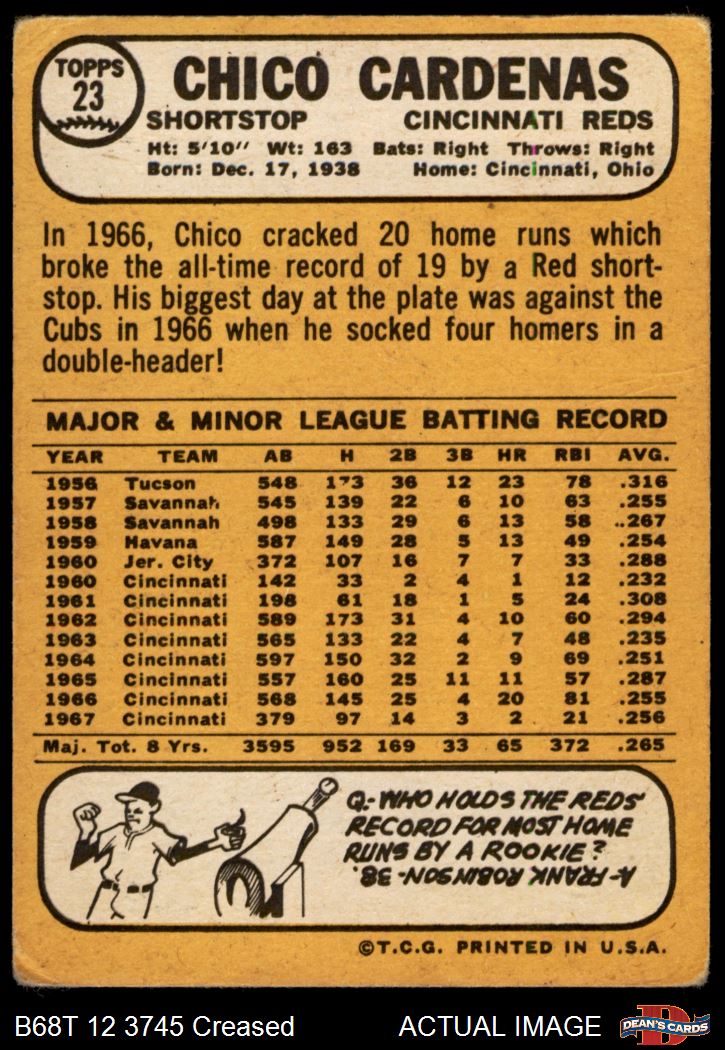 TOPPS
23
CHICO CARDENAS
SHORTSTOP CINCINNATI REDS
Ht: 5'10" Wt: 163 Bats: Right Throws: Right
Born: Dec. 17, 1938 Home: Cincinnati, Ohio
In 1966, Chico cracked 20 home runs which
broke the all-time record of 19 by a Red short-
stop. His biggest day at the plate was against the
Cubs in 1966 when he socked four homers in a
double-header!
MAJOR & MINOR LEAGUE BATTING RECORD
YEAR TEAM AB H 2B 3B HR RBI AVG.
1956 Tucson 548 173 36 12 23 78 .316
1957 Savannah 545 139 22 6 10 63 .255
1958 Savannah 498 133 29 6 13 58 .267
1959 Havana 587 149 28 5 13 49 .254
1960 Jer. City 372 107 16 7 7 33 .288
1960 Cincinnati 142 33 2 4 1 12 .232
1961 Cincinnati 198 61 18 1 5 24 .308
1962 Cincinnati 589 173 31 4 10 60 .294
1963 Cincinnati 565 133 22 4 7 48 .235
1964 Cincinnati 597 150 32 2 9 69 .251
1965 Cincinnati 557 160 25 11 11 57 .287
1966 Cincinnati 568 145 25 4 20 81 .255
1967 Cincinnati 379 97 14 3 2 21 .256
Maj. Tot. 8 Yrs. 3595 952 169 33 65 372 .265
Q-WHO HOLDS THE REDS'
RECORD FOR MOST HOME
RUNS BY A ROOKIE?
A-FRANK ROBINSON-38.
©T.C.G. PRINTED IN U.S.A.
B68T 12 3745 Creased ACTUAL IMAGE
D
DEAN'S CARDS